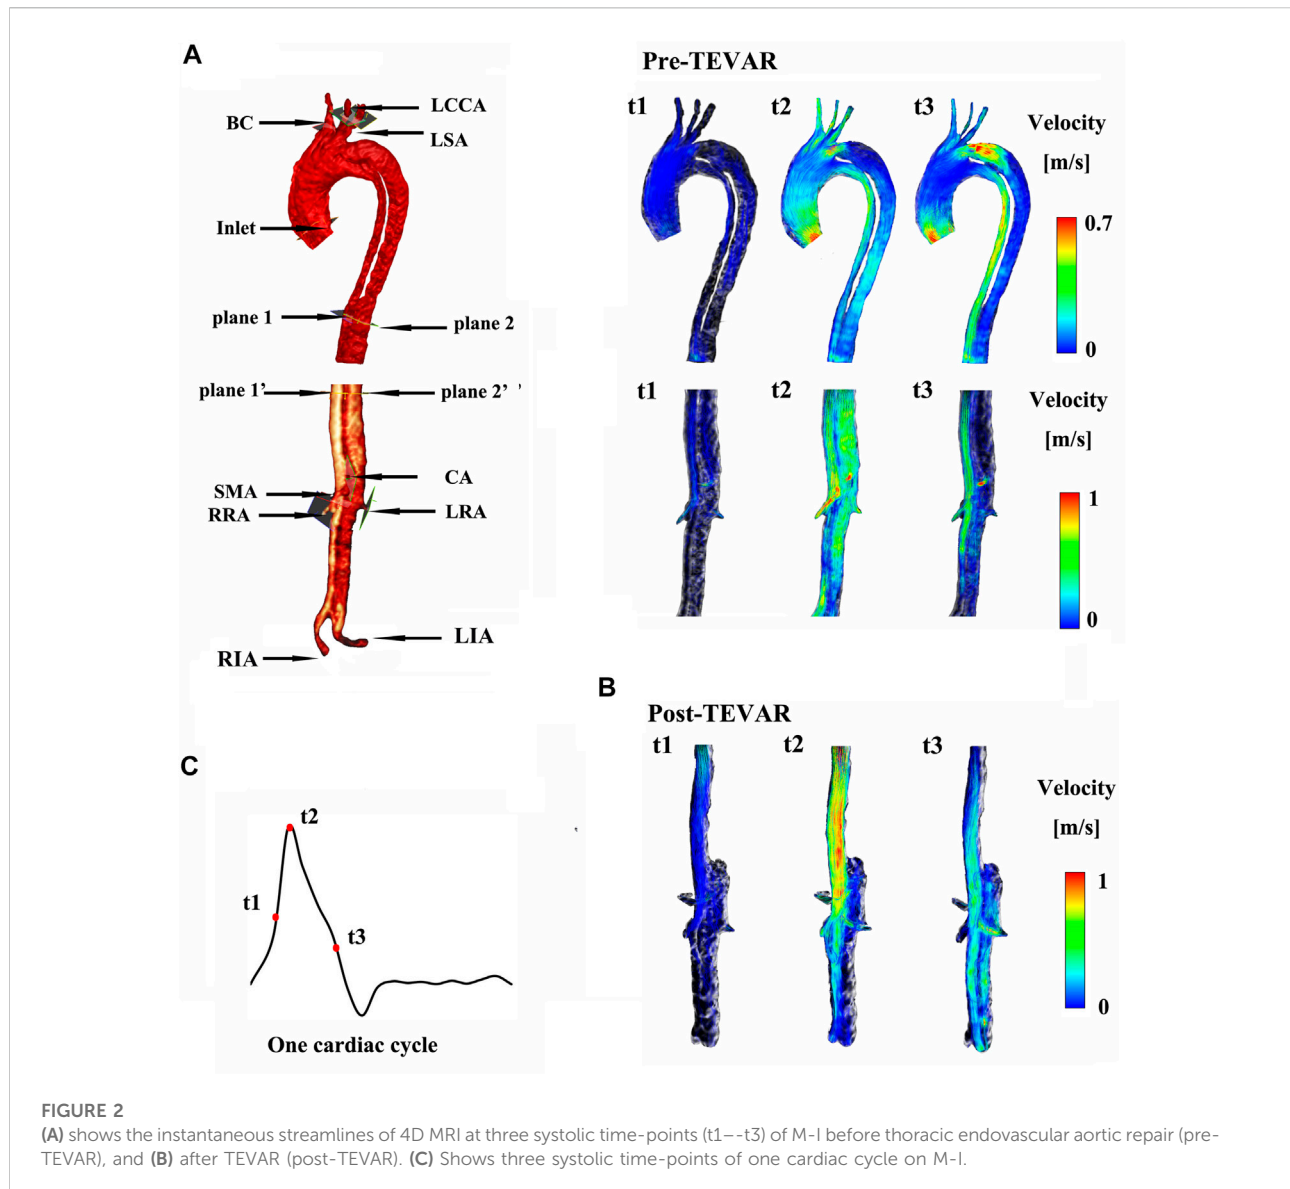 A
Pre-TEVAR
BC
LCCA
LSA
Inlet
plane 1
plane 2
t1
t2
t3
Velocity
[m/s]
0.7
0
plane 1’
plane 2’ ’
SMA
RRA
CA
LRA
LIA
RIA
t1
t2
t3
Velocity
[m/s]
1
0
B
Post-TEVAR
t1
t2
t3
Velocity
[m/s]
1
0
C
t2
t1
t3
One cardiac cycle
FIGURE 2
(A) shows the instantaneous streamlines of 4D MRI at three systolic time-points (t1–-t3) of M-I before thoracic endovascular aortic repair (pre-
TEVAR), and (B) after TEVAR (post-TEVAR). (C) Shows three systolic time-points of one cardiac cycle on M-I.